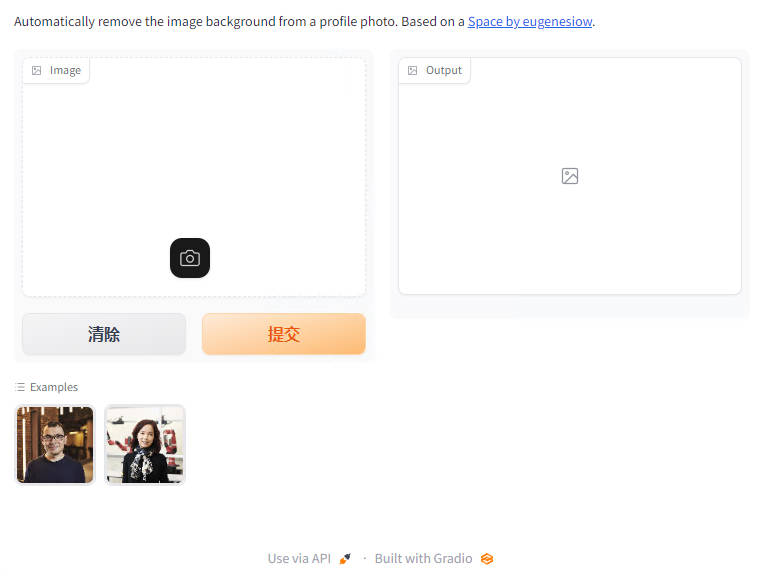 Automatically remove the image background from a profile photo. Based on a Space by eugenesiow.
Image
Output
清除
提交
Examples
Use via API · Built with Gradio